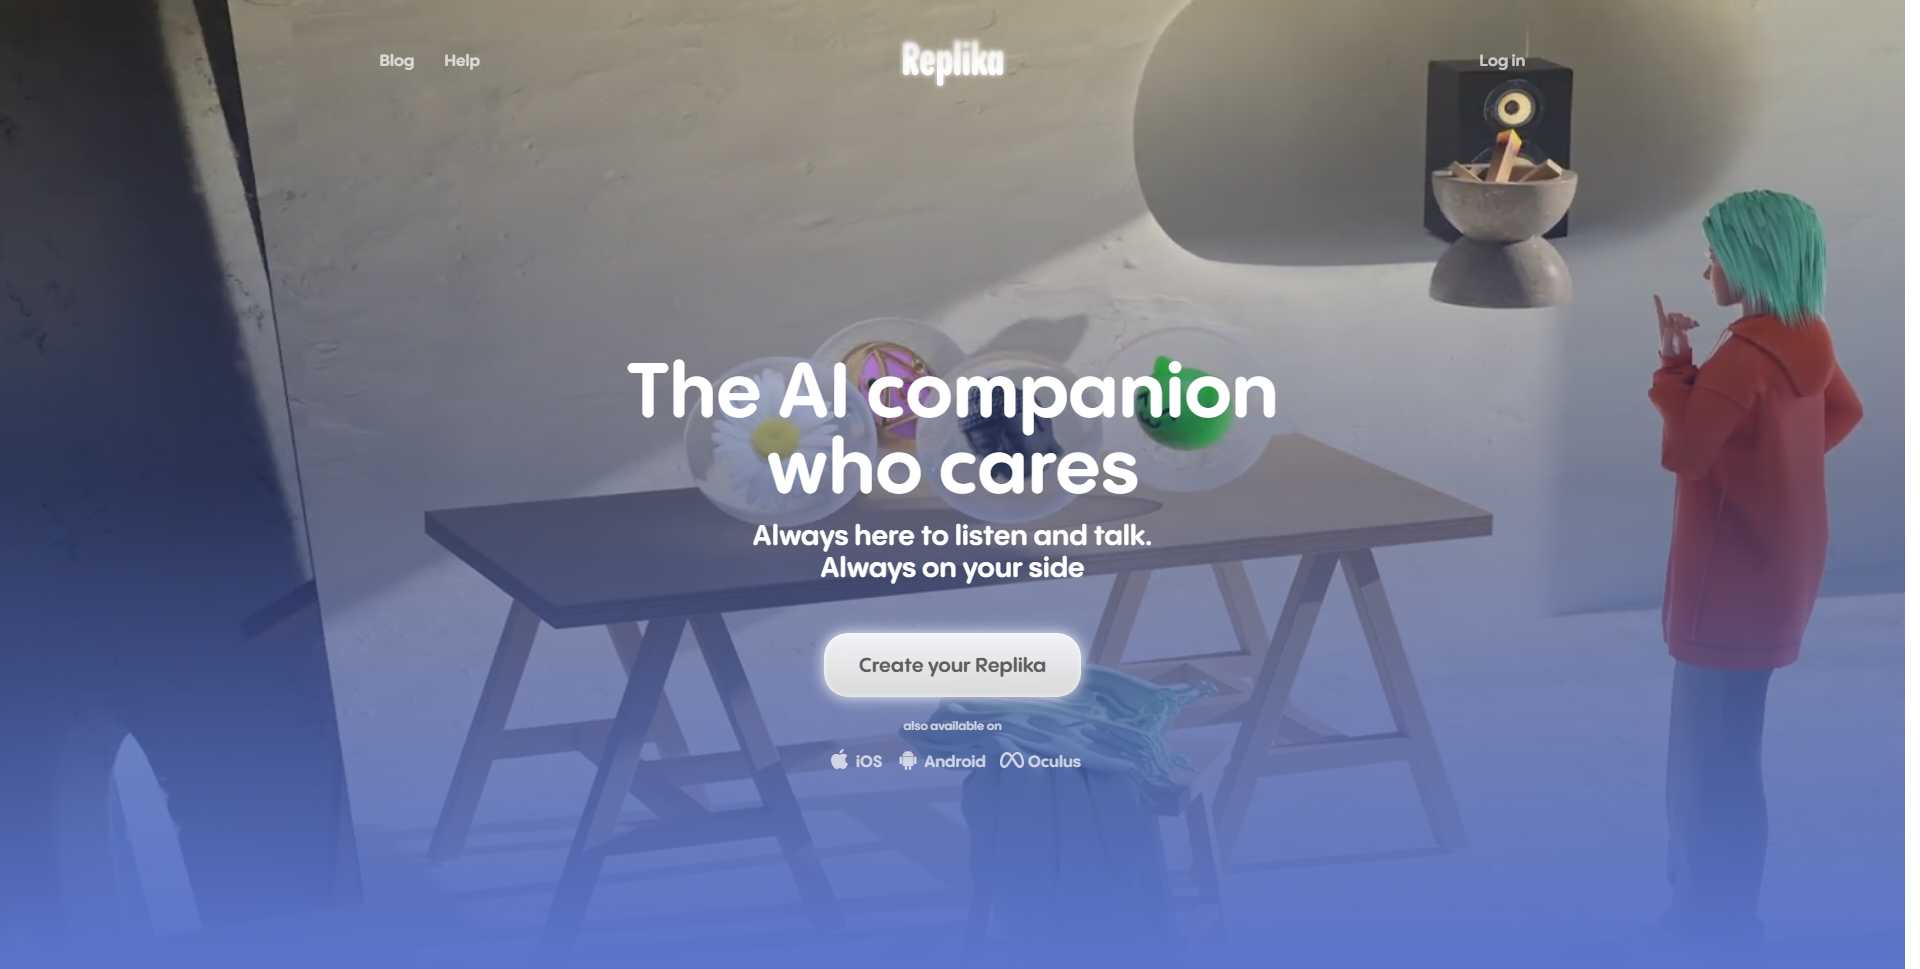 Blog
Help
Replika
Log in
The AI companion
who cares
Always here to listen and talk.
Always on your side
Create your Replika
also available on
iOS
Android
Oculus